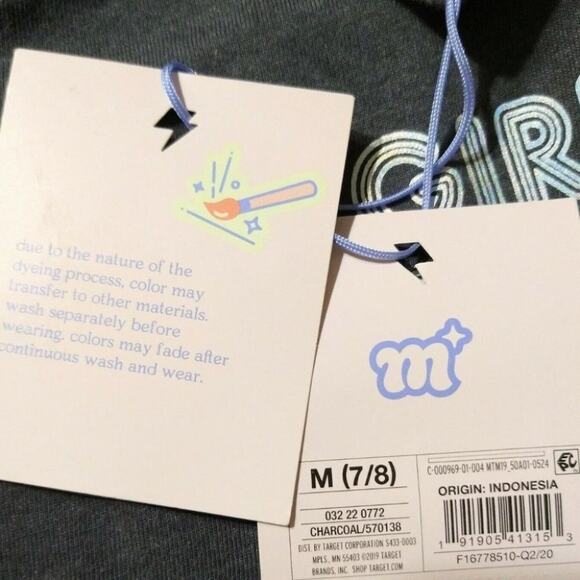 GIR
due to the nature of the
dyeing process, color may
transfer to other materials.
wash separately before
wearing. colors may fade after
continuous wash and wear.
m
M (7/8)
032 22 0772
CHARCOAL/570138
DIST. BY TARGET CORPORATION S433-0003
MPLS., MN 55403 ©2019 TARGET
BRANDS, INC. SHOP TARGET.COM
C-000969-01-004 MTM19_50A01-0524
ORIGIN: INDONESIA
1 91905 41315 3
F16778510-Q2/20